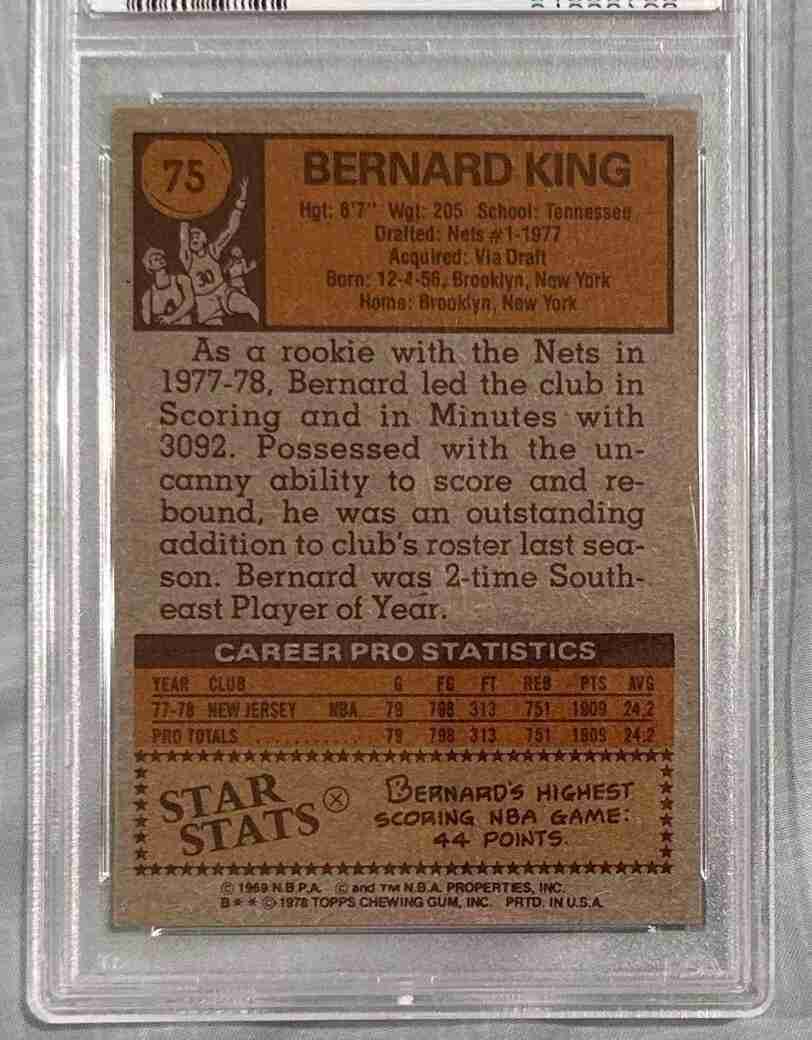 75
BERNARD KING
Hgt: 6'7" Wgt: 205 School: Tennessee
Drafted: Nets #1-1977
Acquired: Via Draft
Born: 12-4-56, Brooklyn, New York
Home: Brooklyn, New York
30
As a rookie with the Nets in
1977-78, Bernard led the club in
Scoring and in Minutes with
3092. Possessed with the un-
canny ability to score and re-
bound, he was an outstanding
addition to club's roster last sea-
son. Bernard was 2-time South-
east Player of Year.
CAREER PRO STATISTICS
YEAR CLUB G FG FT REB PTS AVG
77-78 NEW JERSEY NBA 79 798 313 751 1909 24.2
PRO TOTALS .......... 79 798 313 751 1909 24.2
STAR
STATS
BERNARD'S HIGHEST
SCORING NBA GAME:
44 POINTS.
© 1969 N.B.P.A. © and TM N.B.A. PROPERTIES, INC.
B** © 1978 TOPPS CHEWING GUM, INC. PRTD. IN U.S.A.